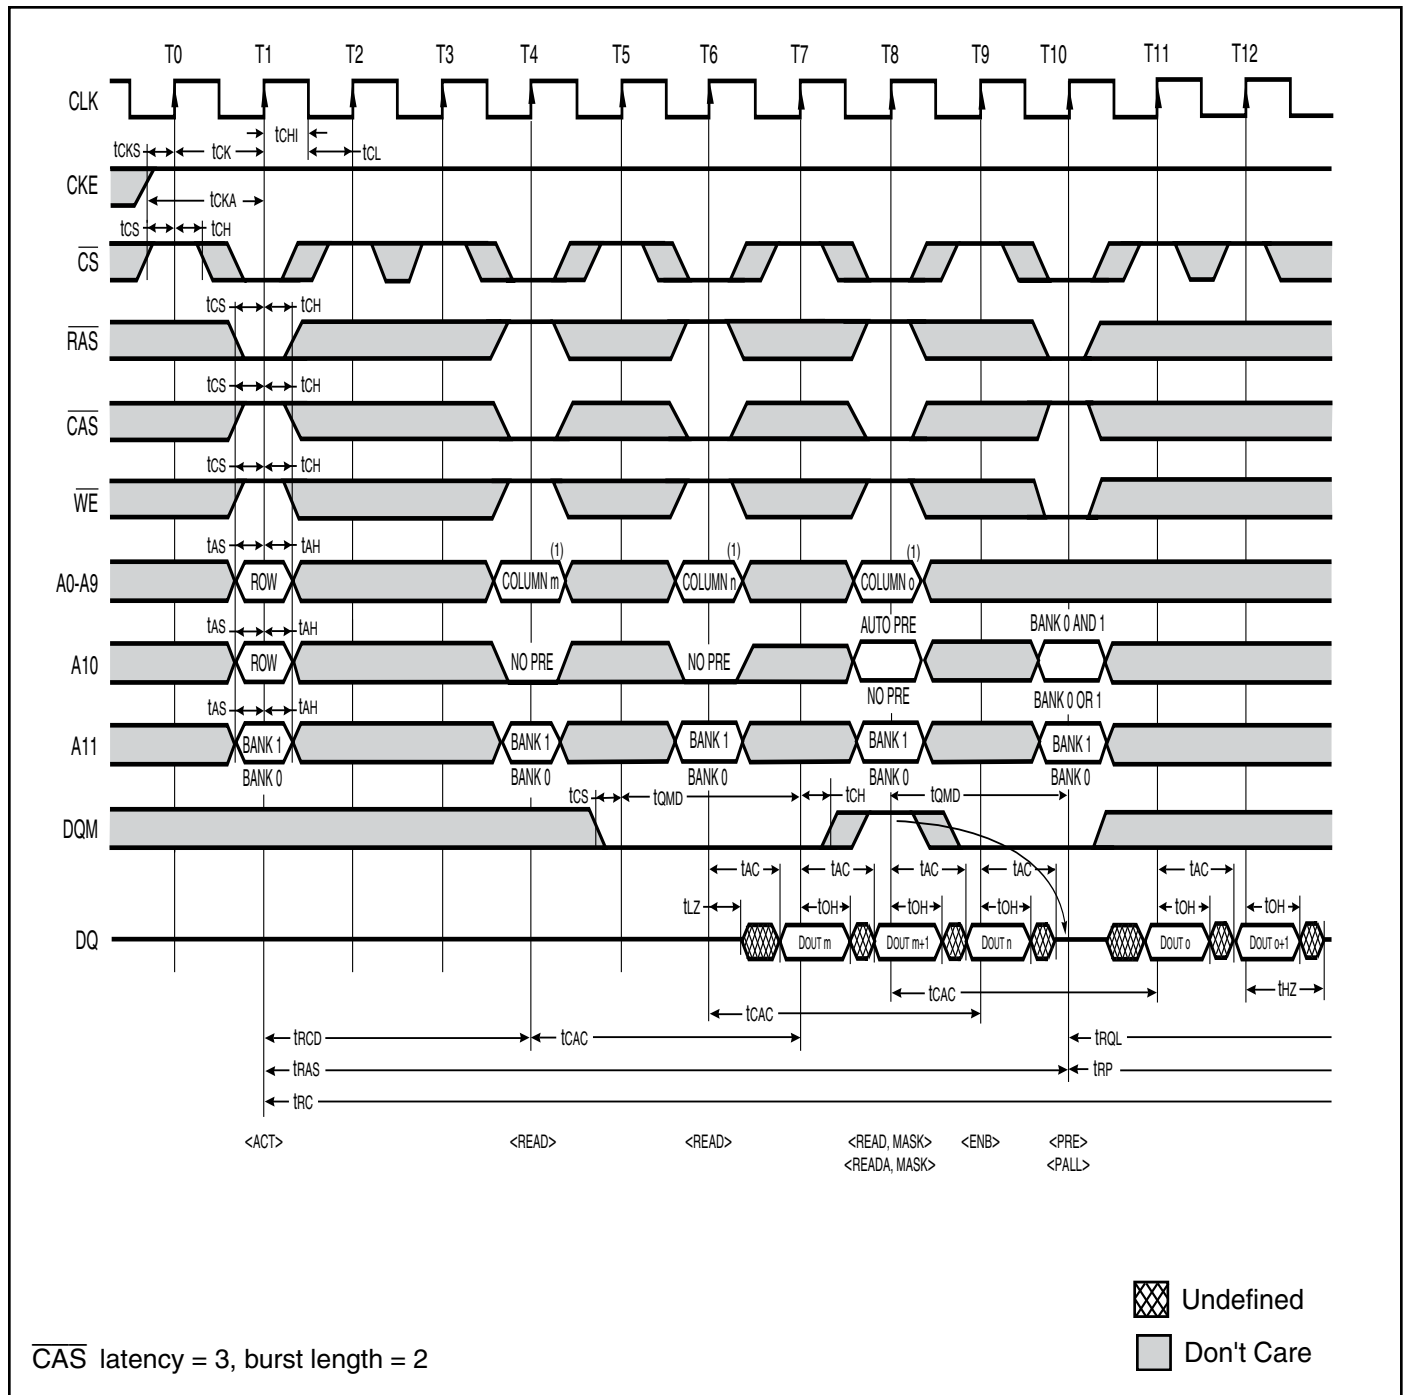 T0 T1 T2 T3 T4 T5 T6 T7 T8 T9 T10 T11 T12
CLK
tCHI
tCKS tCK tCL
CKE
tCKA
tCS tCH
CS
tCS tCH
RAS
tCS tCH
CAS
tCS tCH
WE
tAS tAH (1) (1) (1)
A0-A9 ROW COLUMN m COLUMN n COLUMN o
tAS tAH AUTO PRE BANK 0 AND 1
A10 ROW NO PRE NO PRE
NO PRE BANK 0 OR 1
tAS tAH
A11 BANK 1 BANK 1 BANK 1 BANK 1 BANK 1
BANK 0 BANK 0 BANK 0 BANK 0 BANK 0
tCS tQMD tCH tQMD
DQM
tAC tAC tAC tAC tAC
tLZ tOH tOH tOH tOH tOH
DQ DOUT m DOUT m+1 DOUT n DOUT o DOUT o+1
tCAC tHZ
tCAC
tRCD tCAC tRQL
tRAS tRP
tRC
<ACT> <READ> <READ> <READ, MASK> <ENB> <PRE>
<READA, MASK> <PALL>
Undefined
Don't Care
CAS latency = 3, burst length = 2